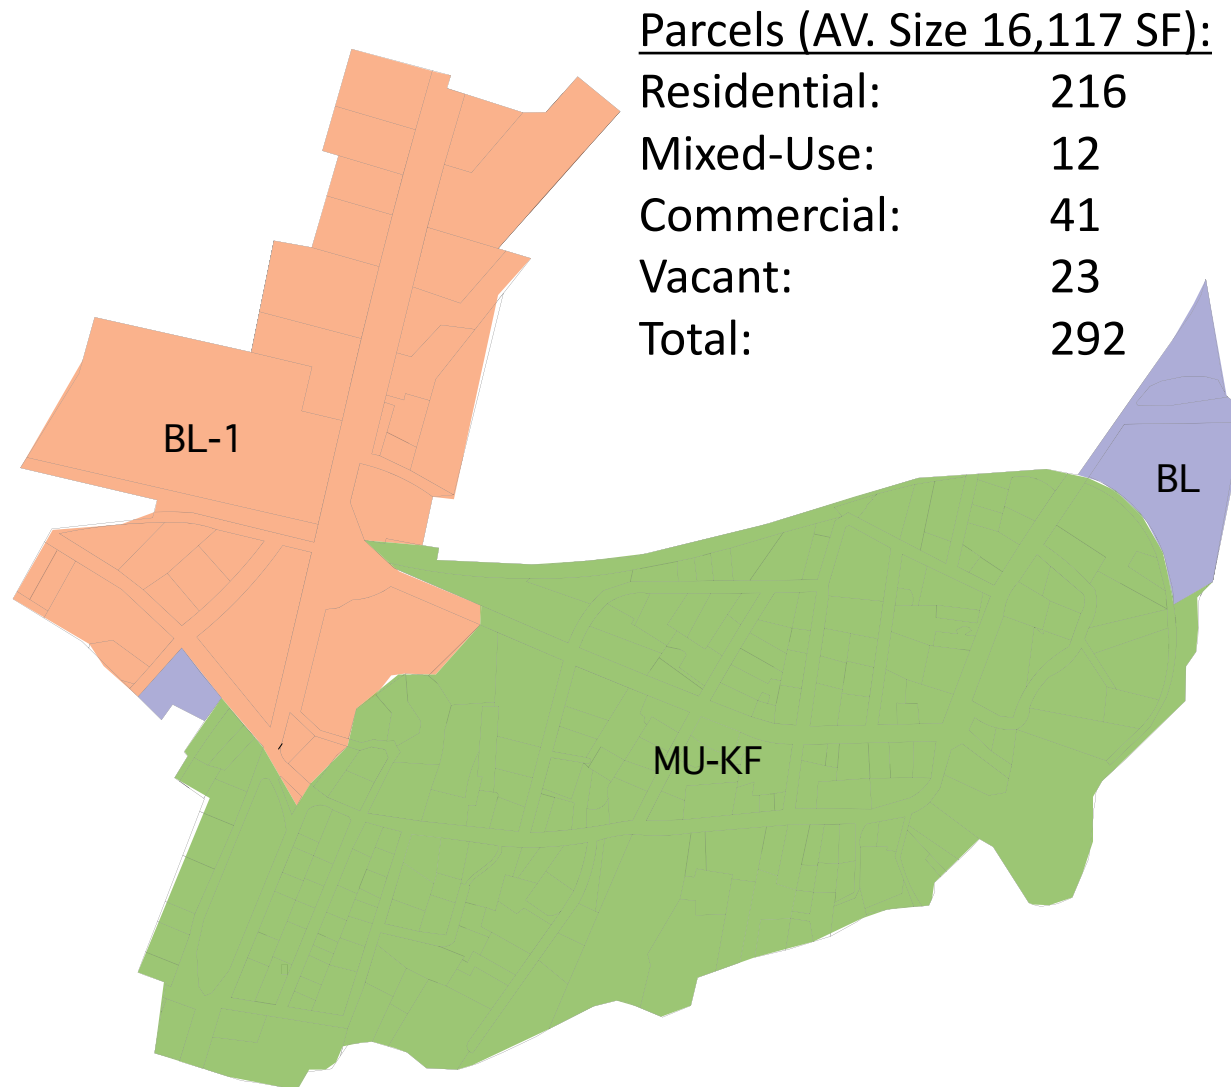 Parcels (AV. Size 16,117 SF):
Residential: 216
Mixed-Use: 12
Commercial: 41
Vacant: 23
Total: 292
BL-1
BL
MU-KF